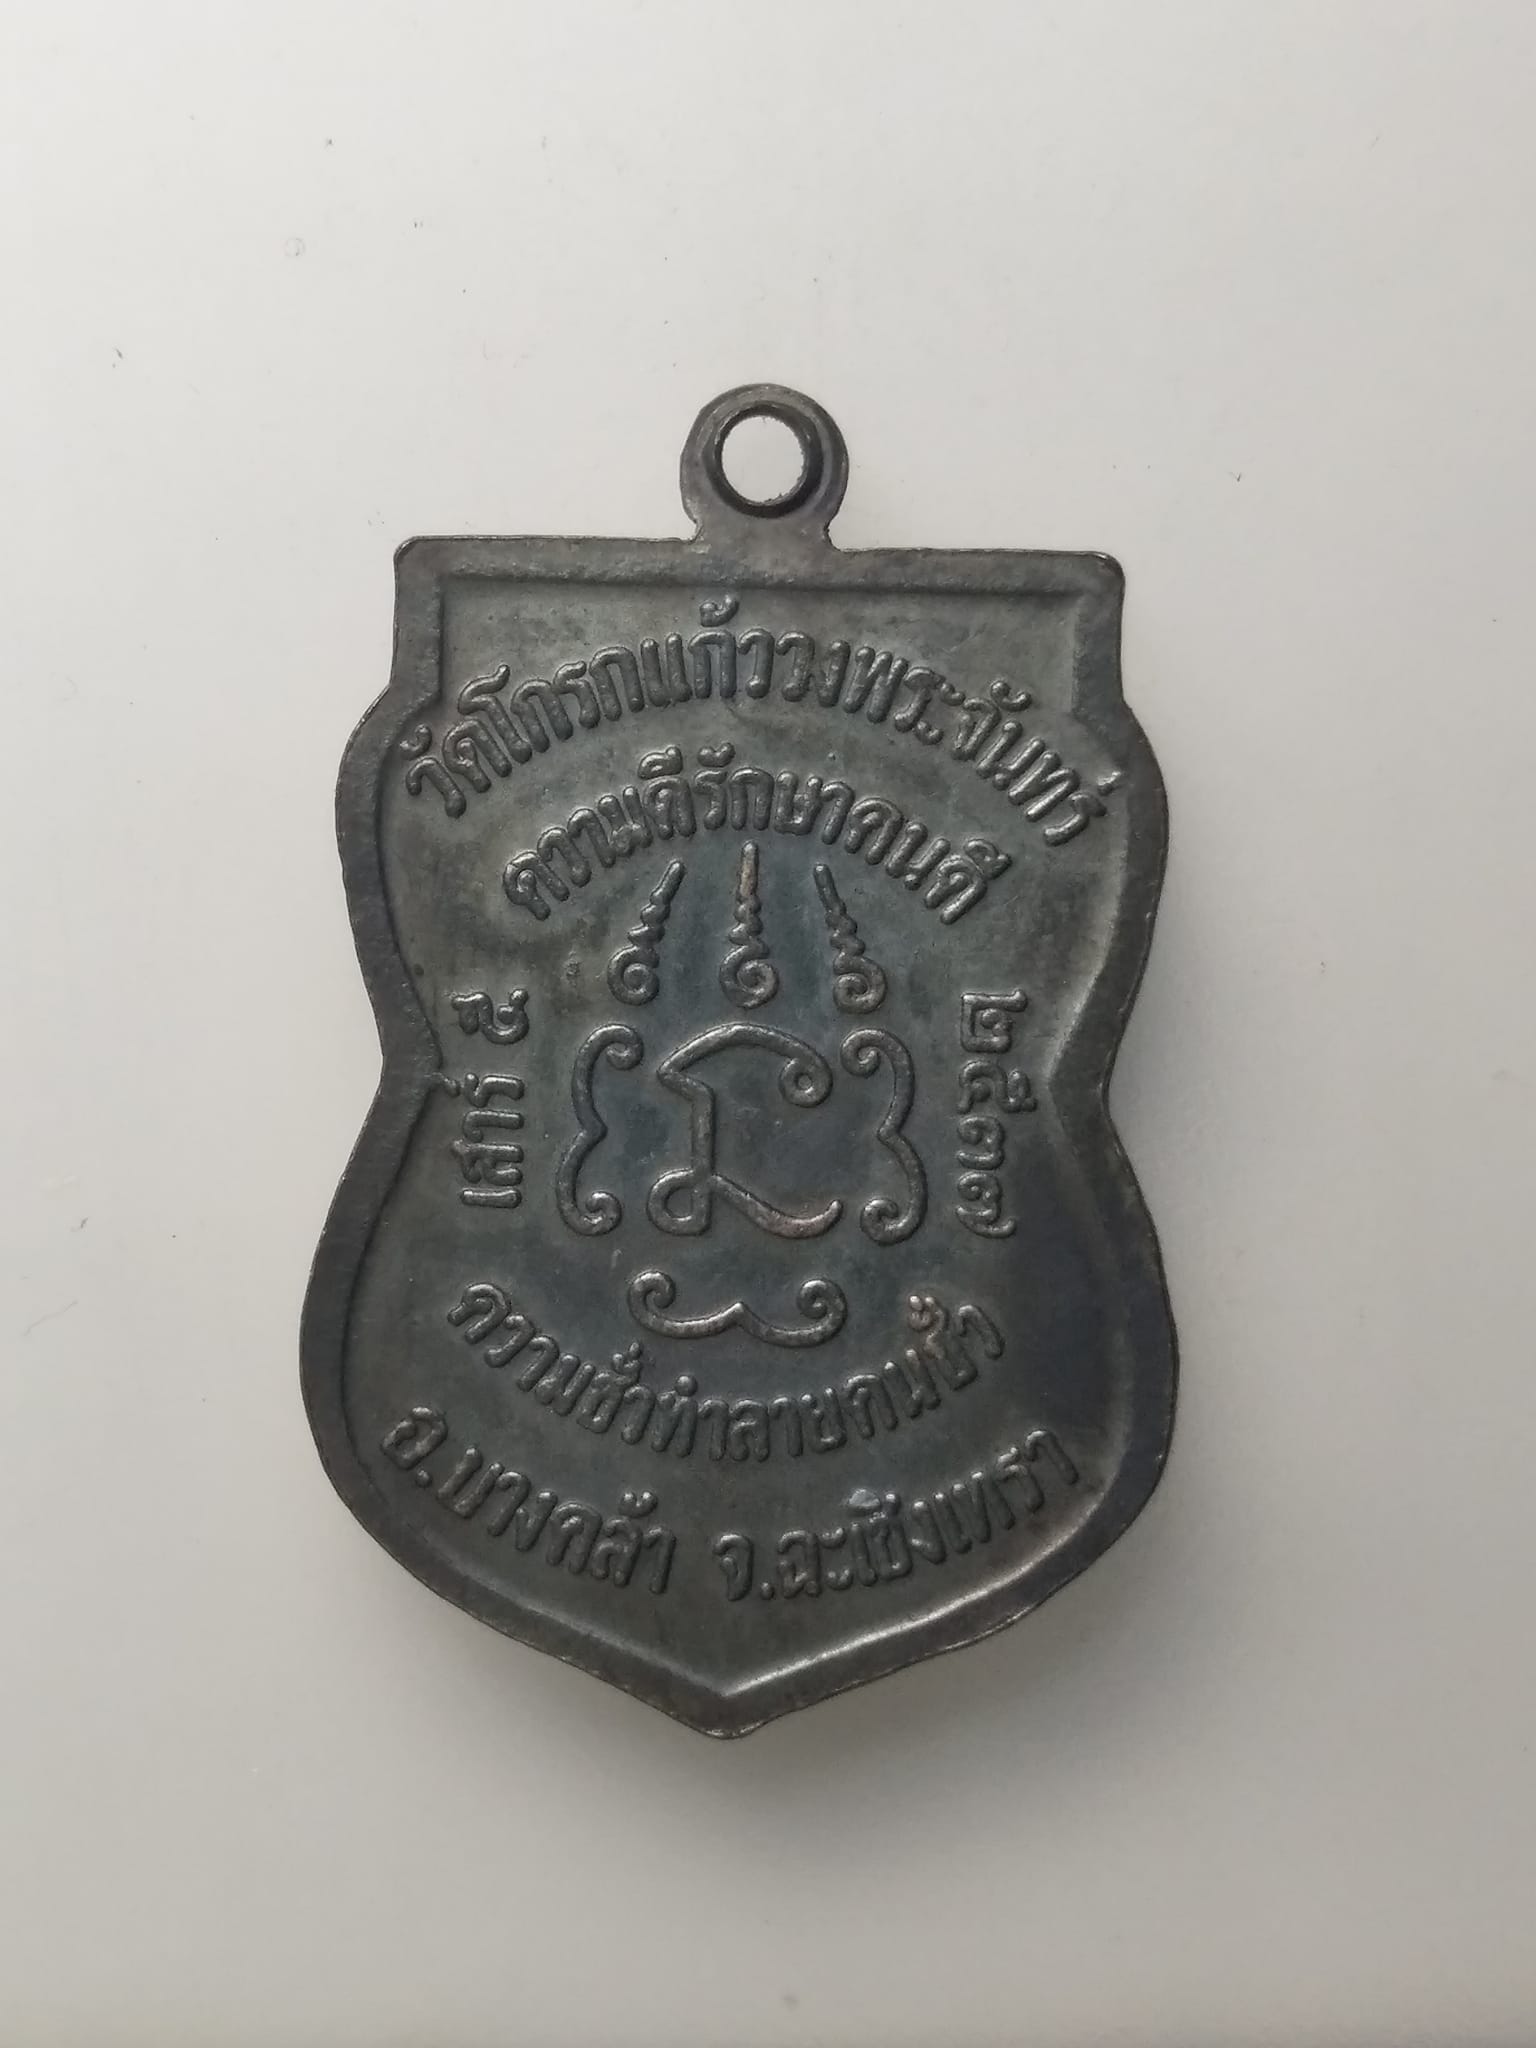 วัดโกรกแก้ววงพระจันทร์
ความดีรักษาคนดี
เสาร์ ๕
๒๕๓๗
ความชั่วทำลายคนชั่ว
อ.บางคล้า จ.ฉะเชิงเทรา